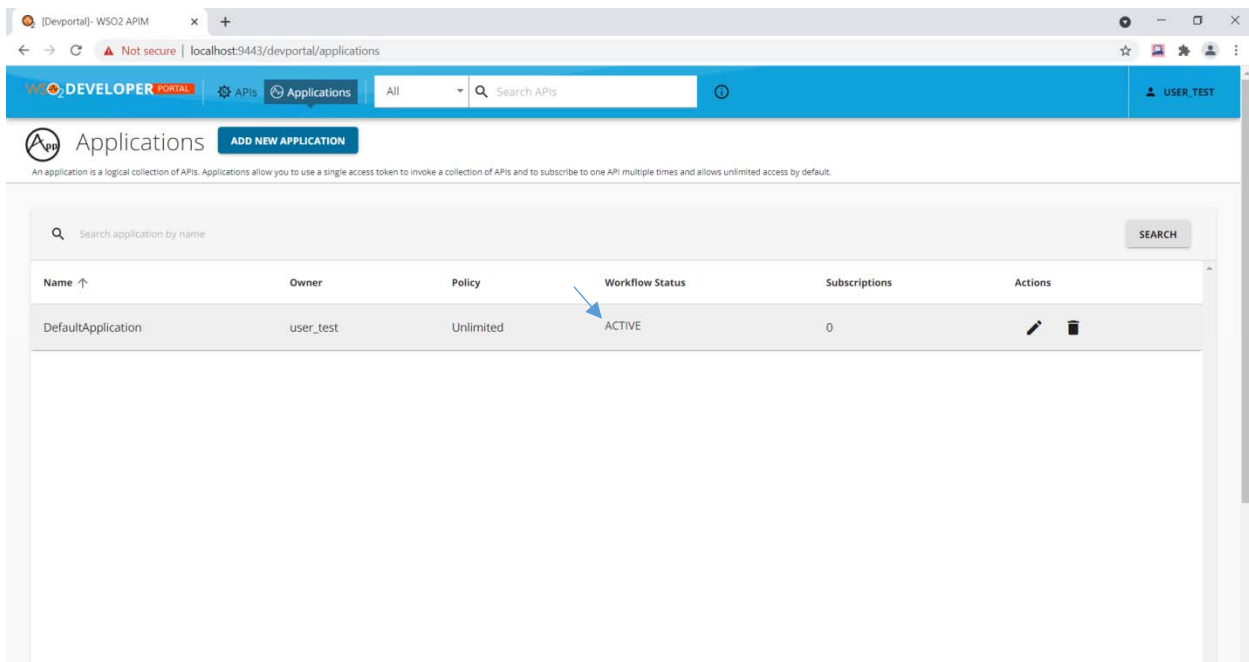 [Devportal]- WSO2 APIM
Not secure | localhost:9443/devportal/applications
WSO2 DEVELOPER PORTAL APIs Applications All Search APIs USER_TEST
App Applications ADD NEW APPLICATION
An application is a logical collection of APIs. Applications allow you to use a single access token to invoke a collection of APIs and to subscribe to one API multiple times and allows unlimited access by default.
Search application by name SEARCH
Name Owner Policy Workflow Status Subscriptions Actions
DefaultApplication user_test Unlimited ACTIVE 0